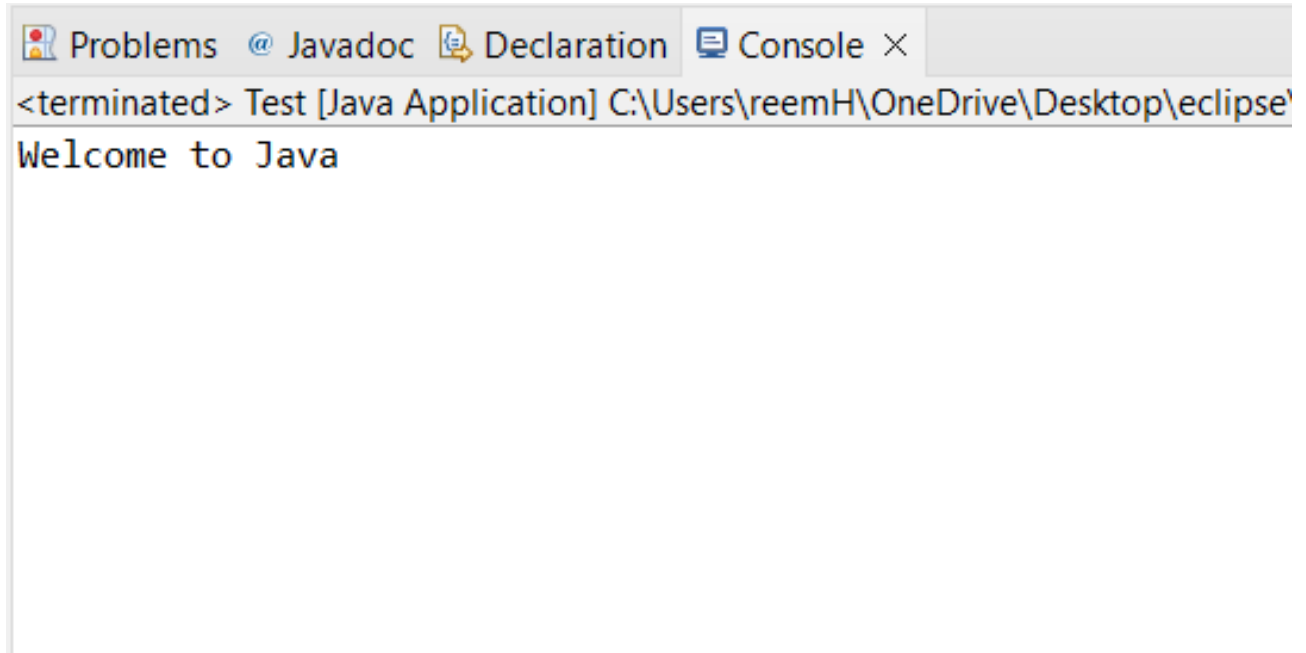 Problems @ Javadoc Declaration Console
<terminated> Test [Java Application] C:\Users\reemH\OneDrive\Desktop\eclipse\
Welcome to Java